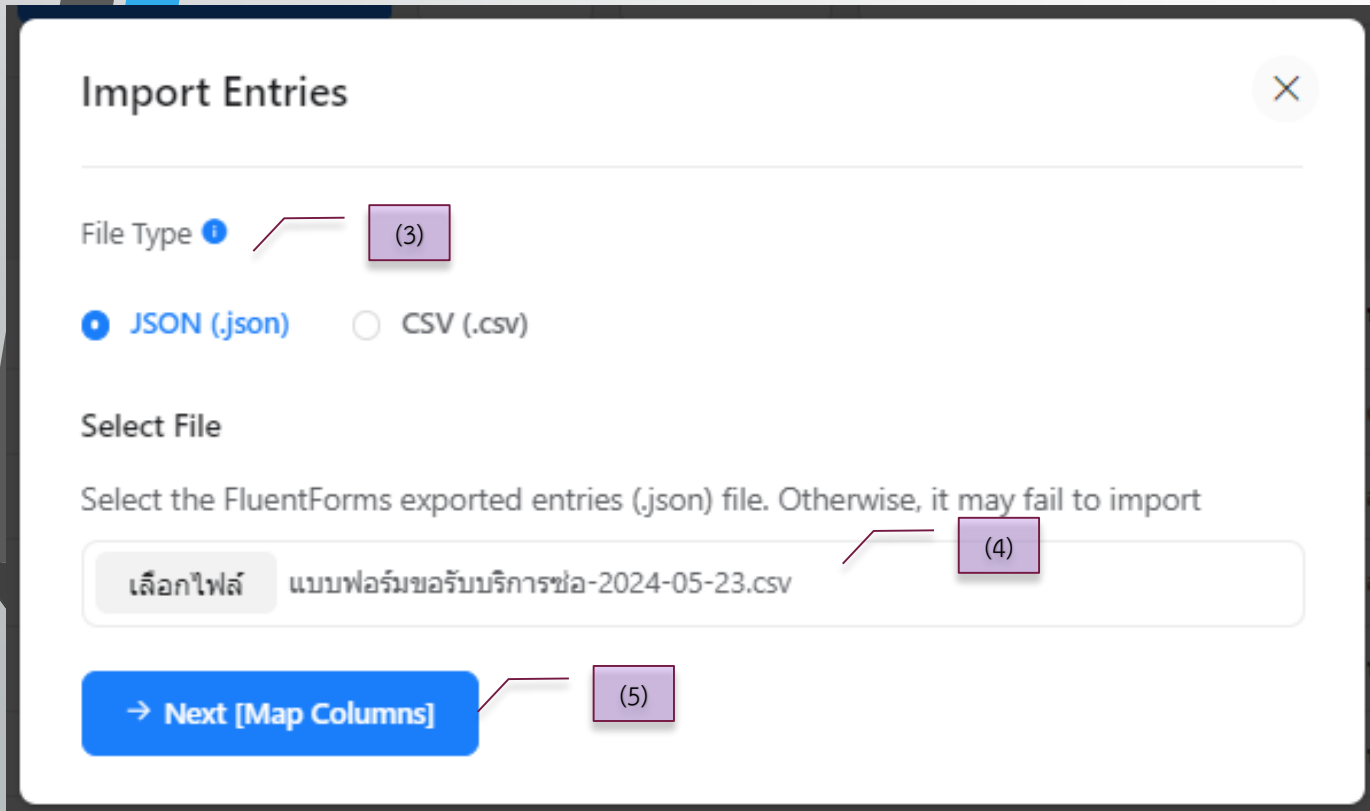 Import Entries
File Type
(3)
JSON (.json) CSV (.csv)
Select File
Select the FluentForms exported entries (.json) file. Otherwise, it may fail to import
(4)
เลือกไฟล์ แบบฟอร์มขอรับบริการซ่อ-2024-05-23.csv
→ Next [Map Columns]
(5)